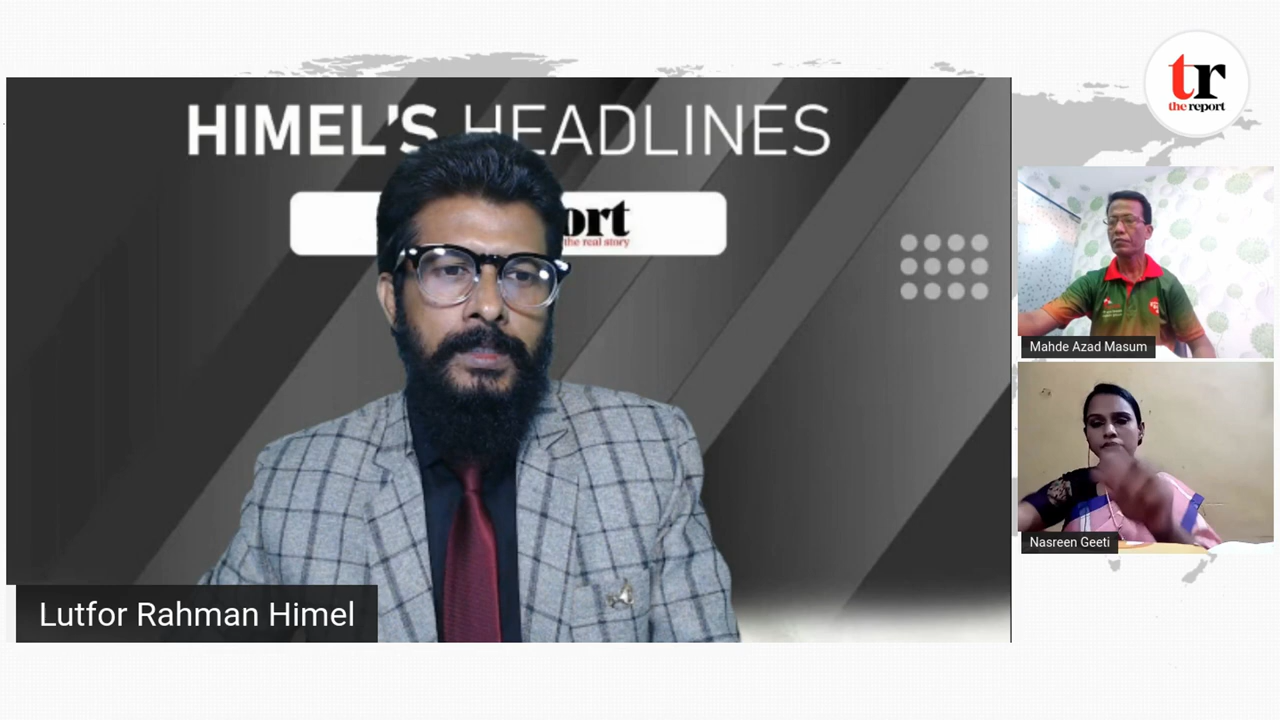 HIMEL'S HEADLINES
ort
the real story
tr
the report
Mahde Azad Masum
Nasreen Geeti
Lutfor Rahman Himel